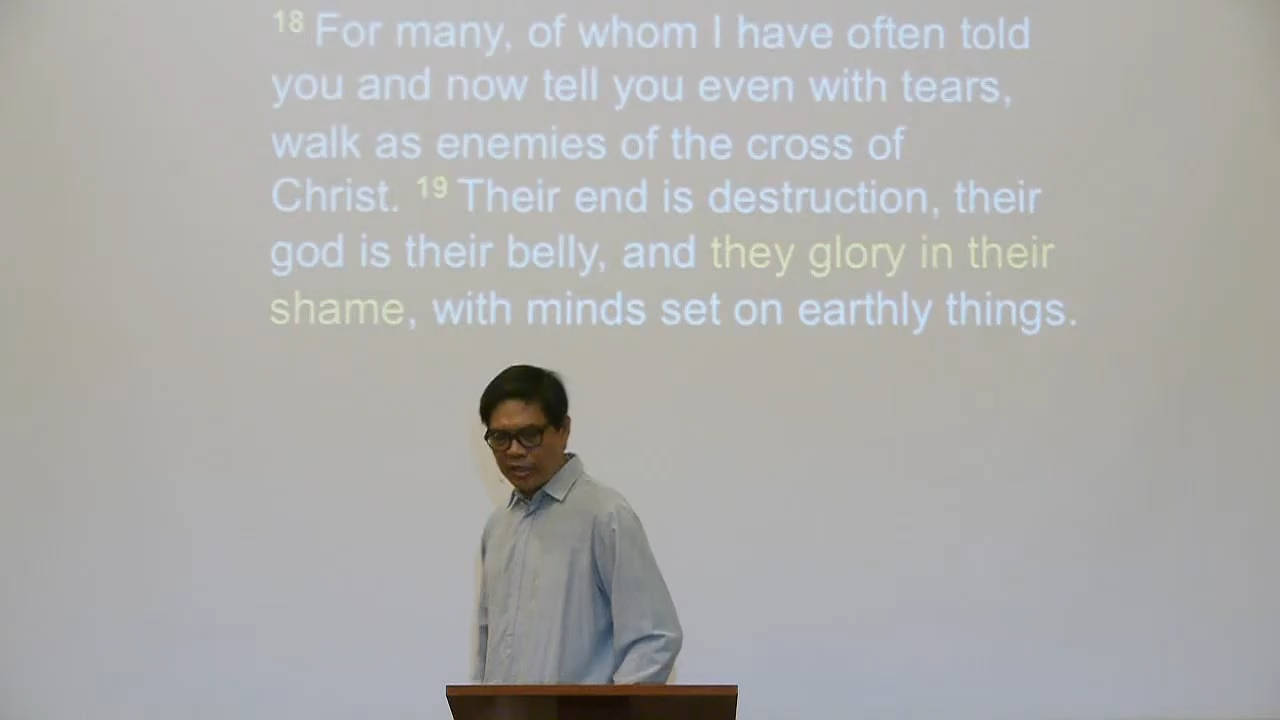 18 For many, of whom I have often told
you and now tell you even with tears,
walk as enemies of the cross of
Christ. 19 Their end is destruction, their
god is their belly, and they glory in their
shame, with minds set on earthly things.